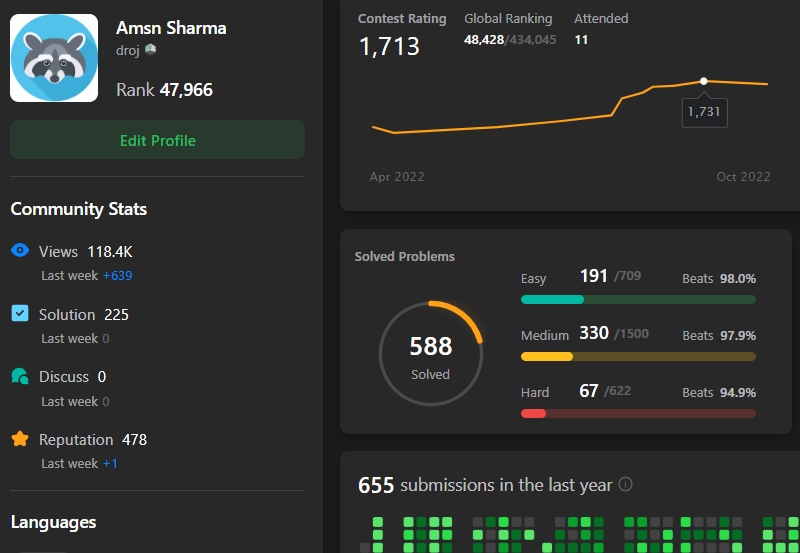 Amsn Sharma
droj
Rank 47,966
Edit Profile
Community Stats
Views 118.4K
Last week +639
Solution 225
Last week 0
Discuss 0
Last week 0
Reputation 478
Last week +1
Languages
Contest Rating Global Ranking Attended
1,713 48,428/434,045 11
1,731
Apr 2022 Oct 2022
Solved Problems
588
Solved
Easy 191 /709 Beats 98.0%
Medium 330 /1500 Beats 97.9%
Hard 67 /622 Beats 94.9%
655 submissions in the last year